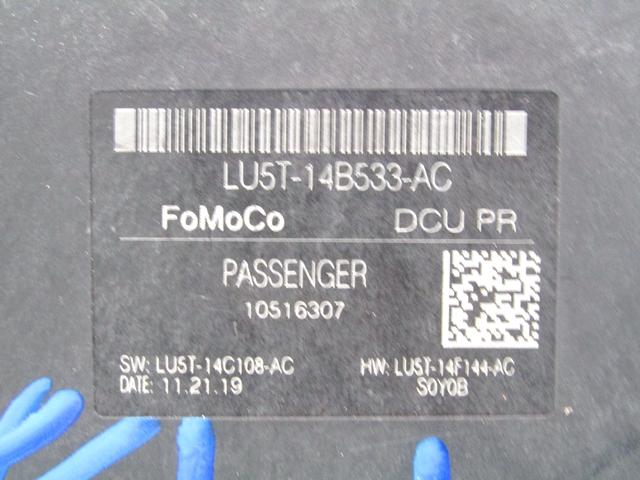 LU5T-14B533-AC
FoMoCo DCU PR
PASSENGER
10516307
SW: LU5T-14C108-AC HW: LU5T-14F144-AC
DATE: 11.21.19 S0Y0B